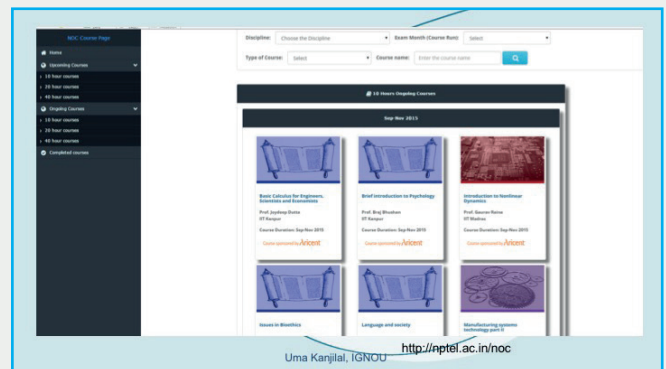 NOC Course Page
Home
Upcoming Courses
10 hour courses
20 hour courses
40 hour courses
Ongoing Courses
10 hour courses
20 hour courses
40 hour courses
Completed courses
Discipline: Choose the Discipline Exam Month (Course Run): Select
Type of Course: Select Course name: Enter the course name
10 Hours Ongoing Courses
Sep-Nov 2015
Basic Calculus for Engineers, Scientists and Economists
Prof. Joydeep Dutta
IIT Kanpur
Course Duration: Sep-Nov 2015
Course sponsored by Aricent
Brief introduction to Psychology
Prof. Braj Bhushan
IIT Kanpur
Course Duration: Sep-Nov 2015
Course sponsored by Aricent
Introduction to Nonlinear Dynamics
Prof. Gaurav Raina
IIT Madras
Course Duration: Sep-Nov 2015
Course sponsored by Aricent
Issues in Bioethics
Language and society
Manufacturing systems technology part II
http://nptel.ac.in/noc
Uma Kanjilal, IGNOU